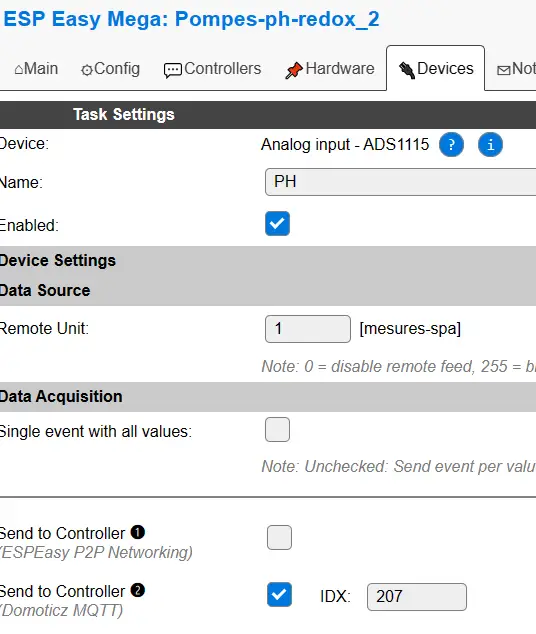 ESP Easy Mega: Pompes-ph-redox_2
Main Config Controllers Hardware Devices Not
Task Settings
Device: Analog input - ADS1115 ? i
Name: PH
Enabled:
Device Settings
Data Source
Remote Unit: 1 [mesures-spa]
Note: 0 = disable remote feed, 255 = b
Data Acquisition
Single event with all values:
Note: Unchecked: Send event per valu
Send to Controller ❶
(ESPEasy P2P Networking)
Send to Controller ❷ IDX: 207
(Domoticz MQTT)